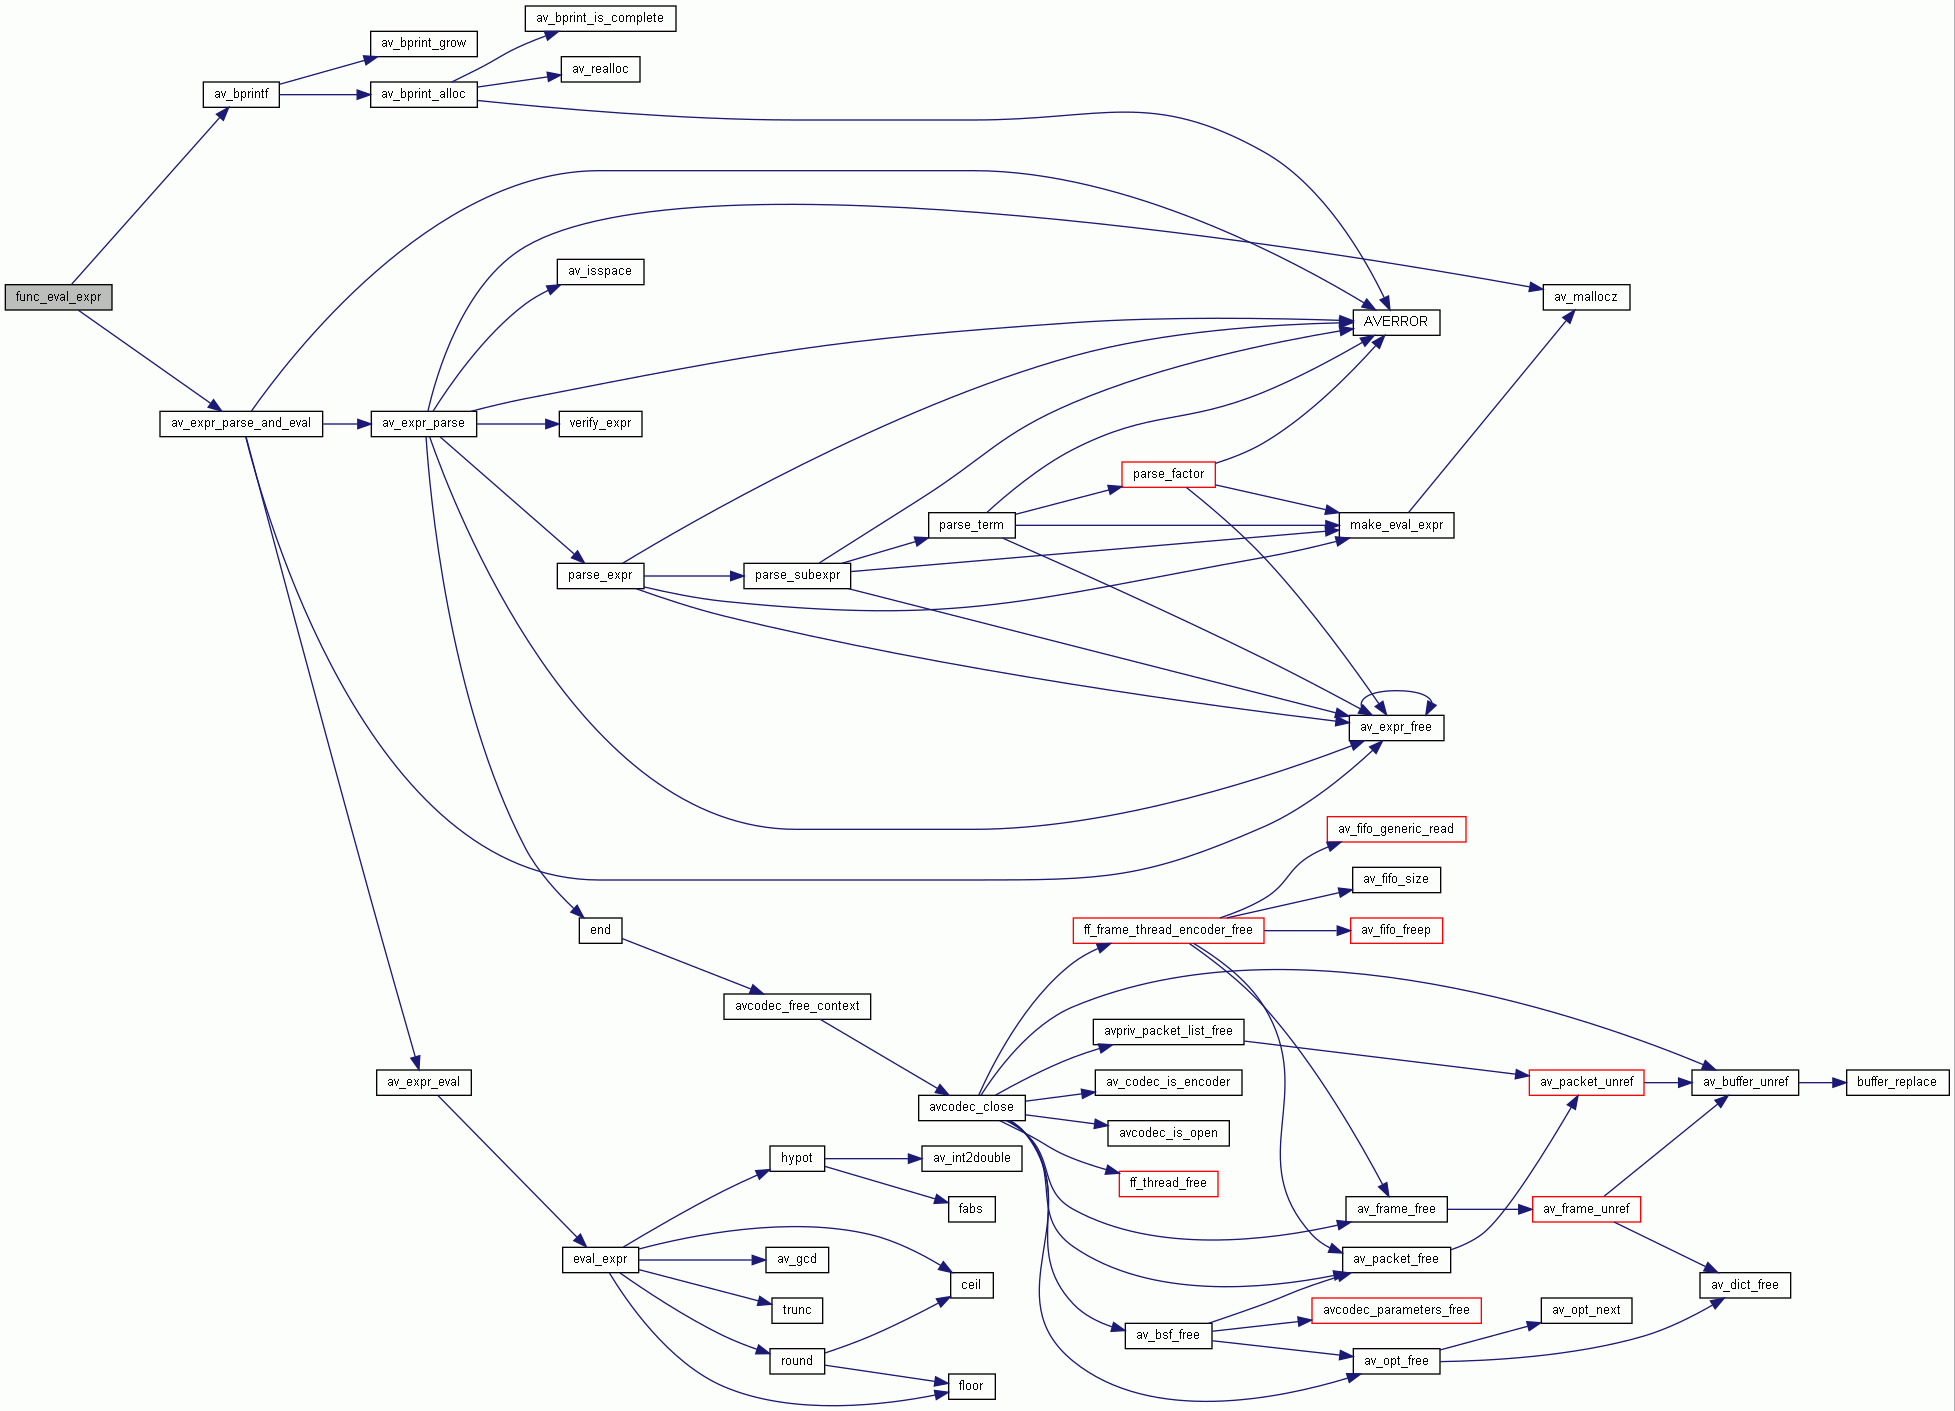 av_bprint_is_complete
av_bprint_grow
av_realloc
av_bprintf
av_bprint_alloc
av_isspace
func_eval_expr
av_mallocz
AVERROR
av_expr_parse_and_eval
av_expr_parse
verify_expr
parse_factor
parse_term
make_eval_expr
parse_expr
parse_subexpr
av_expr_free
av_fifo_generic_read
av_fifo_size
end
ff_frame_thread_encoder_free
av_fifo_freep
avcodec_free_context
avpriv_packet_list_free
av_expr_eval
av_codec_is_encoder
av_packet_unref
av_buffer_unref
buffer_replace
avcodec_close
avcodec_is_open
hypot
av_int2double
ff_thread_free
fabs
av_frame_free
av_frame_unref
eval_expr
av_gcd
av_packet_free
ceil
av_dict_free
trunc
avcodec_parameters_free
av_opt_next
av_bsf_free
round
av_opt_free
floor